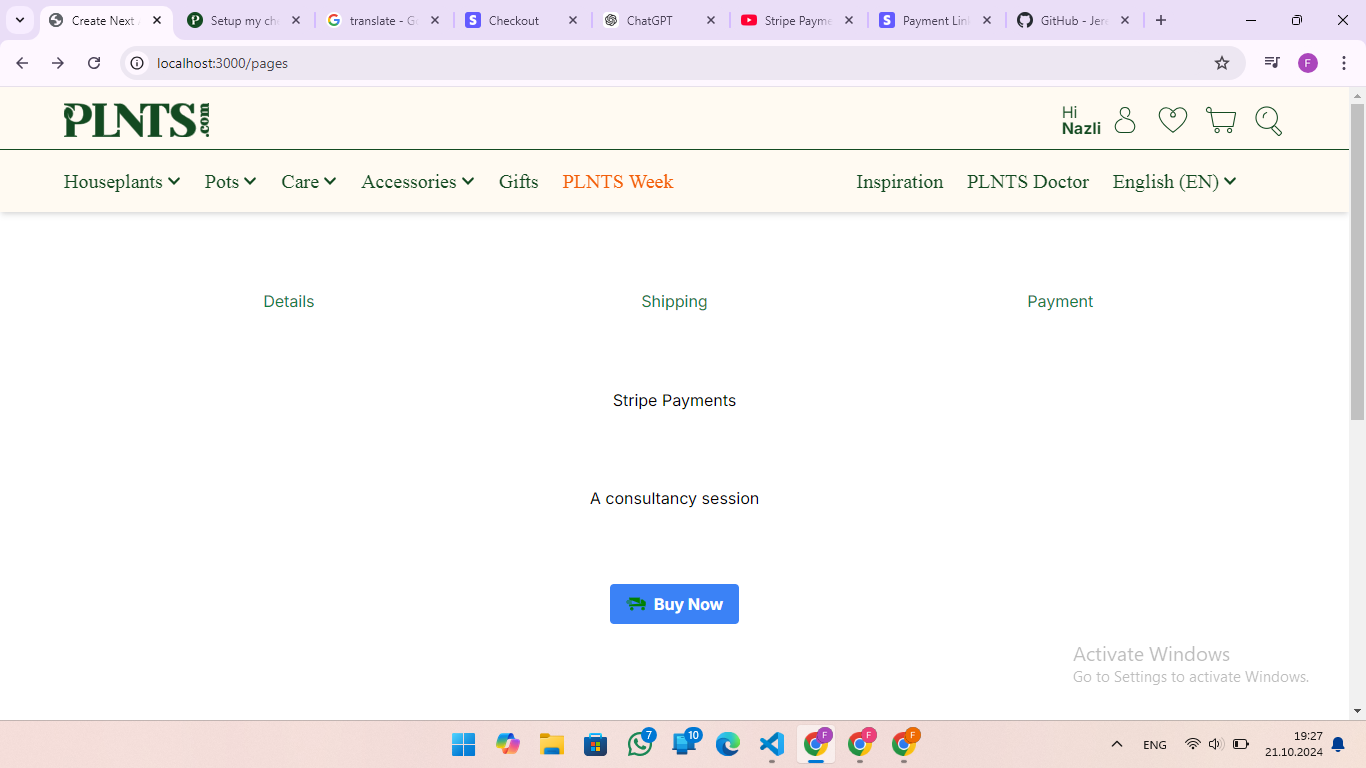 Create Next
Setup my che
translate - G
Checkout
ChatGPT
Stripe Payme
Payment Lin
GitHub - Jere
localhost:3000/pages
F
PLNTS.com
Hi
Nazli
Houseplants
Pots
Care
Accessories
Gifts
PLNTS Week
Inspiration
PLNTS Doctor
English (EN)
Details
Shipping
Payment
Stripe Payments
A consultancy session
Buy Now
Activate Windows
Go to Settings to activate Windows.
7
10
F
F
F
ENG
19:27
21.10.2024